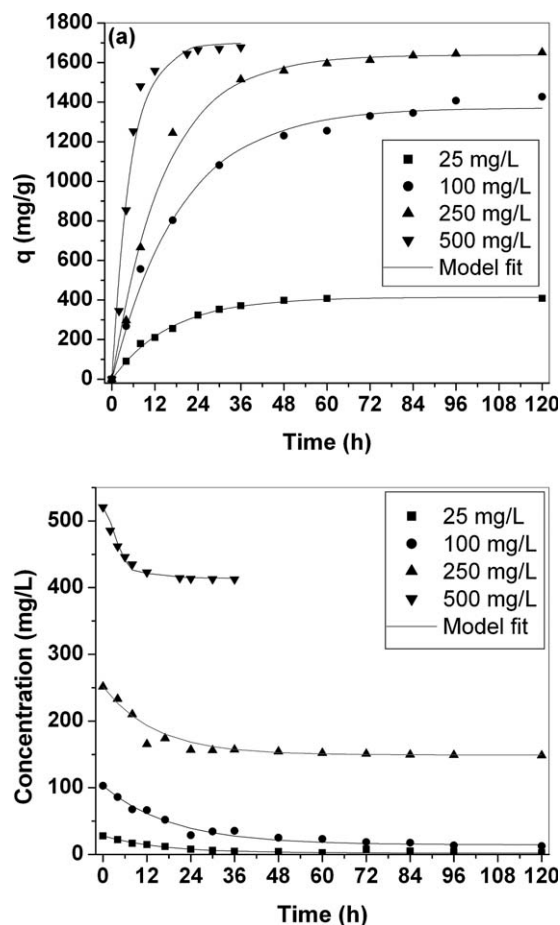 (a)
1800
1600
1400
1200
1000
800
600
400
200
0
q (mg/g)
25 mg/L
100 mg/L
250 mg/L
500 mg/L
Model fit
0 12 24 36 48 60 72 84 96 108 120
Time (h)
500
400
300
200
100
0
Concentration (mg/L)
25 mg/L
100 mg/L
250 mg/L
500 mg/L
Model fit
0 12 24 36 48 60 72 84 96 108 120
Time (h)